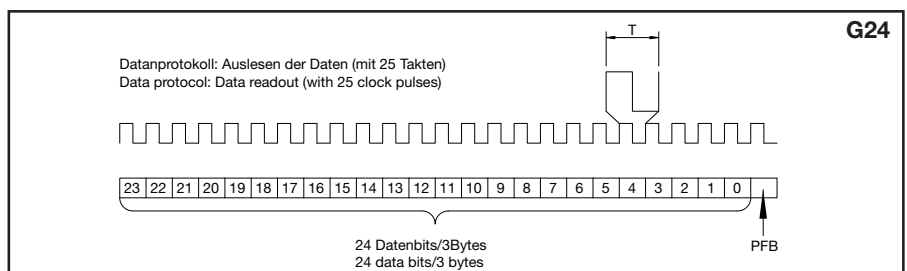 G24
T
Datanprotokoll: Auslesen der Daten (mit 25 Takten)
Data protocol: Data readout (with 25 clock pulses)
23 22 21 20 19 18 17 16 15 14 13 12 11 10 9 8 7 6 5 4 3 2 1 0
24 Datenbits/3Bytes
24 data bits/3 bytes
PFB